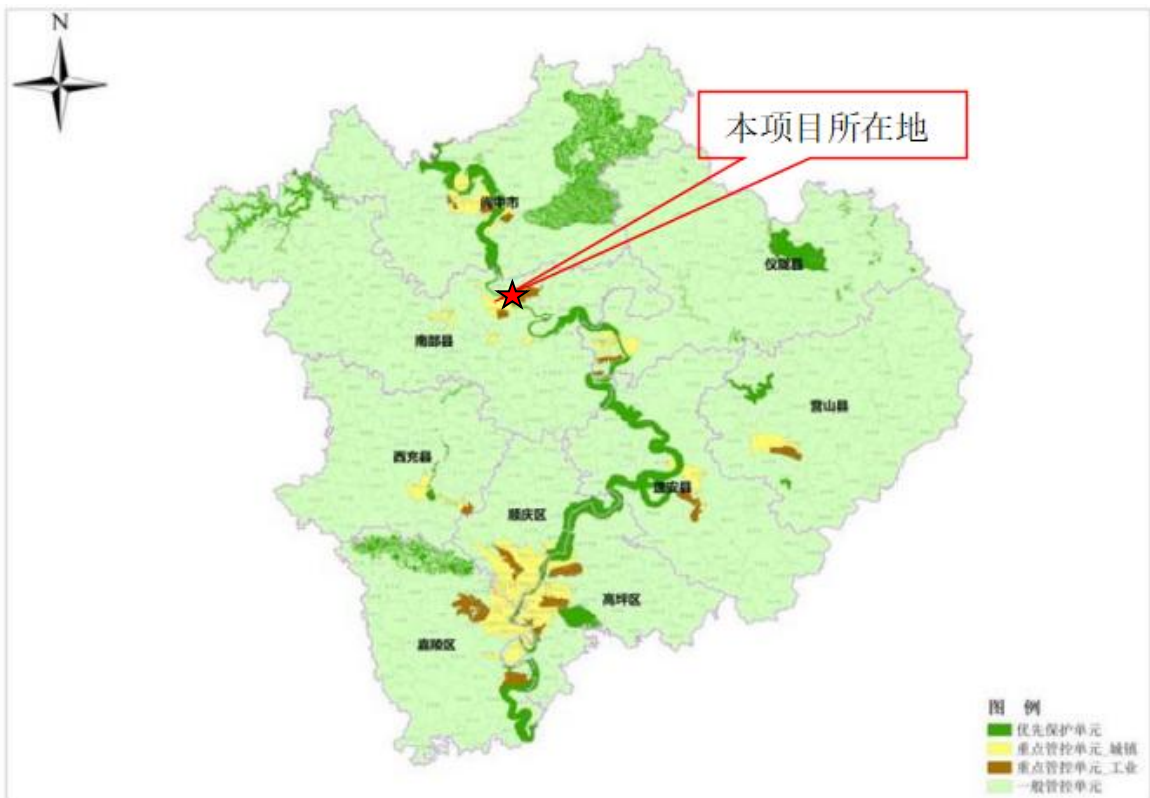 N
本项目所在地
阆中市
仪陇县
南部县
营山县
西充县
蓬安县
顺庆区
高坪区
嘉陵区
图 例
优先保护单元
重点管控单元_城镇
重点管控单元_工业
一般管控单元